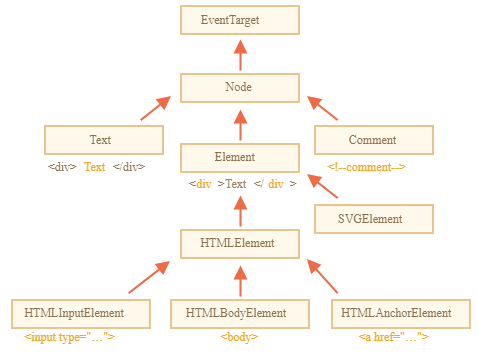 EventTarget
Node
Text
Element
Comment
<div> Text </div>
<div >Text </ div >
<!--comment-->
SVGElement
HTMLElement
HTMLInputElement
HTMLBodyElement
HTMLAnchorElement
<input type="…">
<body>
<a href="…">